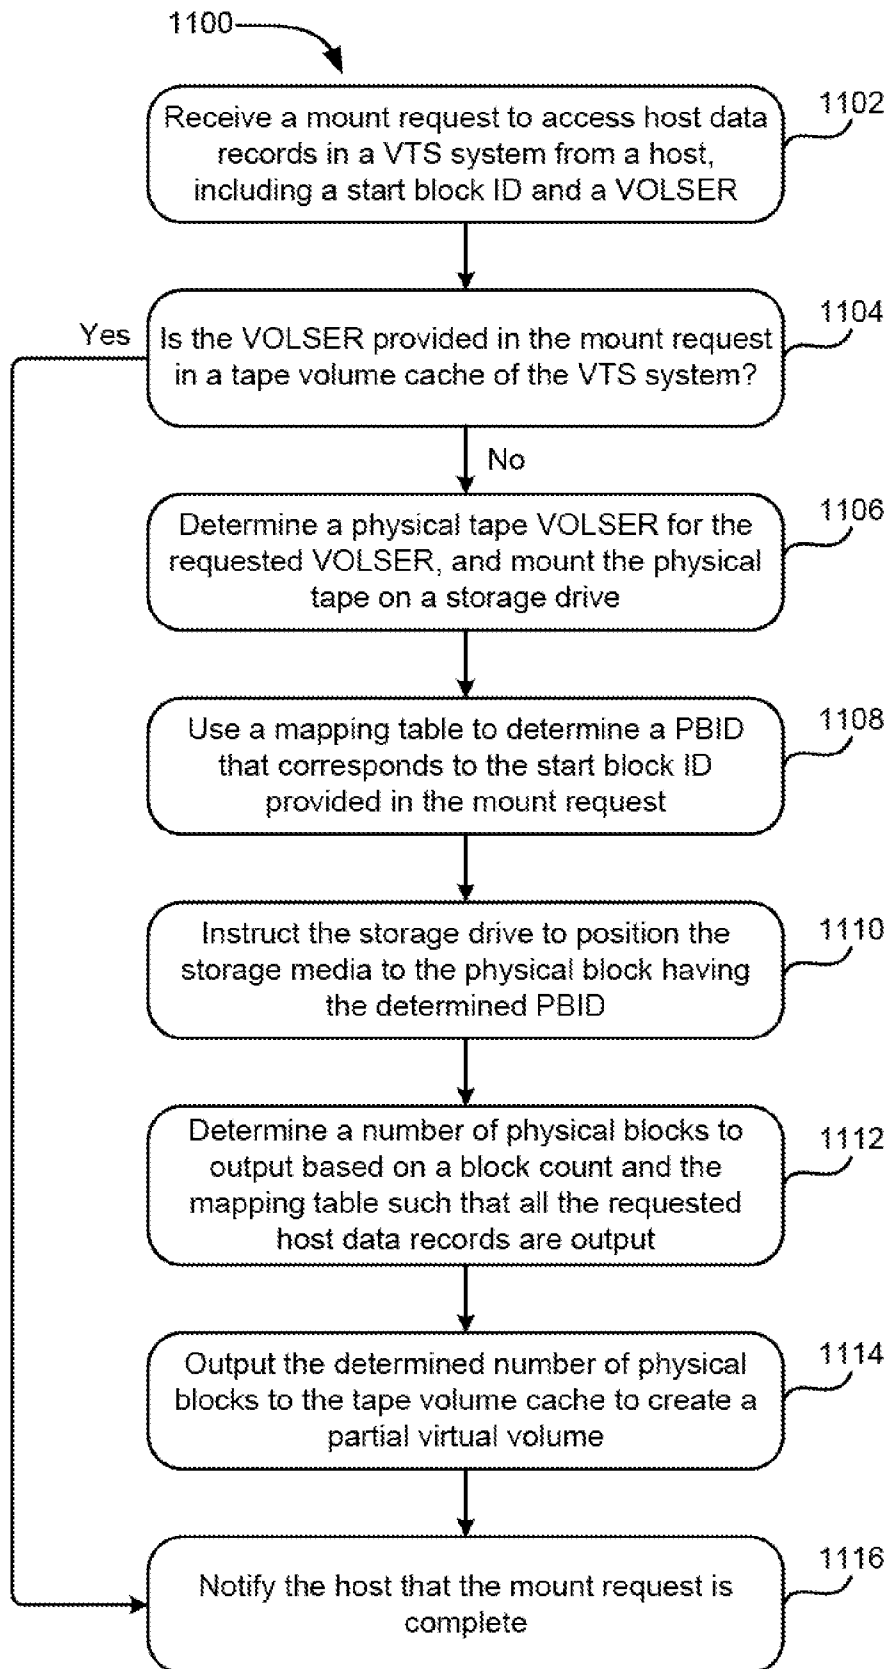 1100
Receive a mount request to access host data
records in a VTS system from a host,
including a start block ID and a VOLSER
1102
Yes
Is the VOLSER provided in the mount request
in a tape volume cache of the VTS system?
1104
No
Determine a physical tape VOLSER for the
requested VOLSER, and mount the physical
tape on a storage drive
1106
Use a mapping table to determine a PBID
that corresponds to the start block ID
provided in the mount request
1108
Instruct the storage drive to position the
storage media to the physical block having
the determined PBID
1110
Determine a number of physical blocks to
output based on a block count and the
mapping table such that all the requested
host data records are output
1112
Output the determined number of physical
blocks to the tape volume cache to create a
partial virtual volume
1114
Notify the host that the mount request is
complete
1116